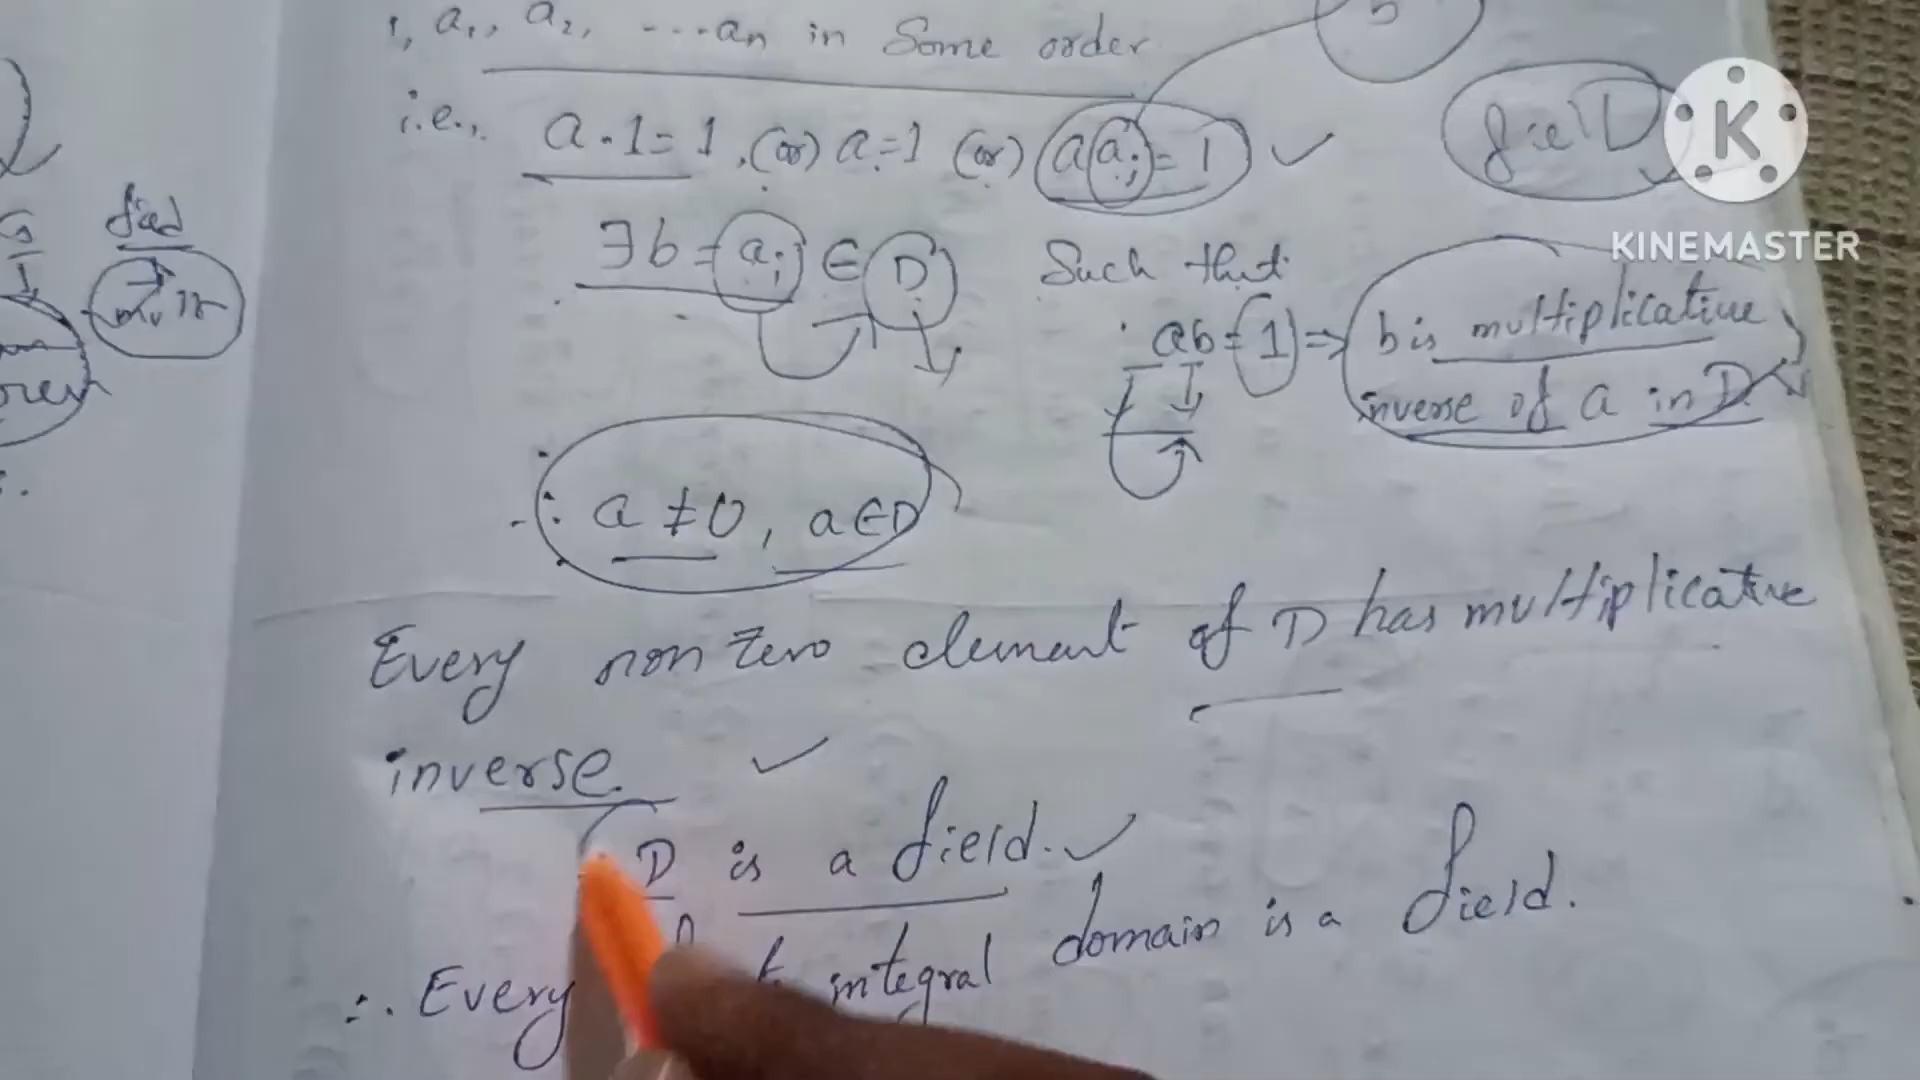 1, a₁, a₂, ...aₙ in Some order
i.e., a·1=1, (or) a=1 (or) aaᵢ=1 ✓
fielD
K
KINEMASTER
∃ b = aᵢ ∈ D Such that
ab=1 ⇒ b is multiplicative
inverse of a in D.
∴ a ≠ 0, a∈D
Every non zero element of D has multiplicative
inverse. ✓
D is a field. ✓
∴ Every integral domain is a field.